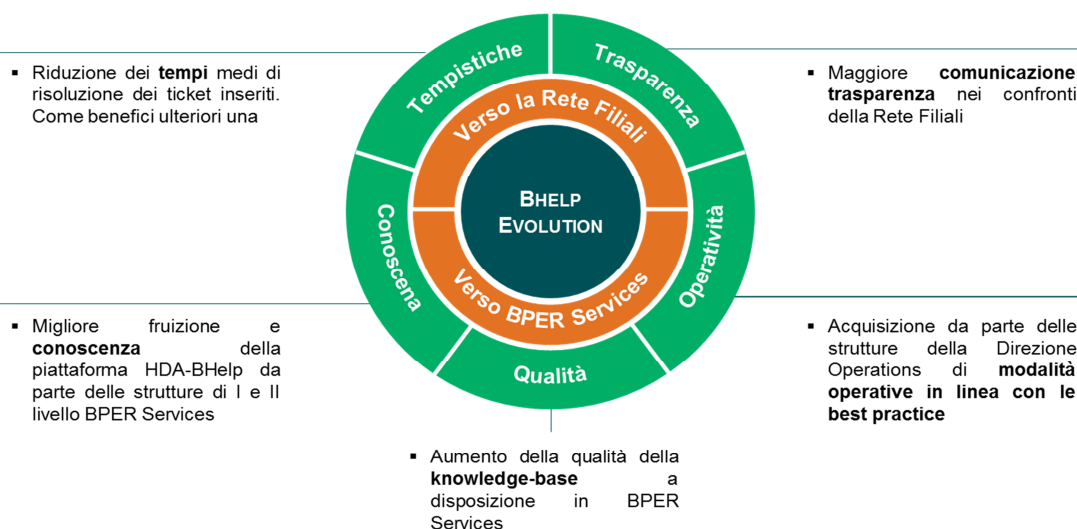 Tempistiche
Trasparenza
▪ Riduzione dei tempi medi di
risoluzione dei ticket inseriti.
Come benefici ulteriori una
▪ Maggiore comunicazione
trasparenza nei confronti
della Rete Filiali
Verso la Rete Filiali
BHELP
EVOLUTION
Conoscena
Operatività
Verso BPER Services
Qualità
▪ Migliore fruizione e
conoscenza della
piattaforma HDA-BHelp da
parte delle strutture di I e II
livello BPER Services
▪ Acquisizione da parte delle
strutture della Direzione
Operations di modalità
operative in linea con le
best practice
▪ Aumento della qualità della
knowledge-base a
disposizione in BPER
Services